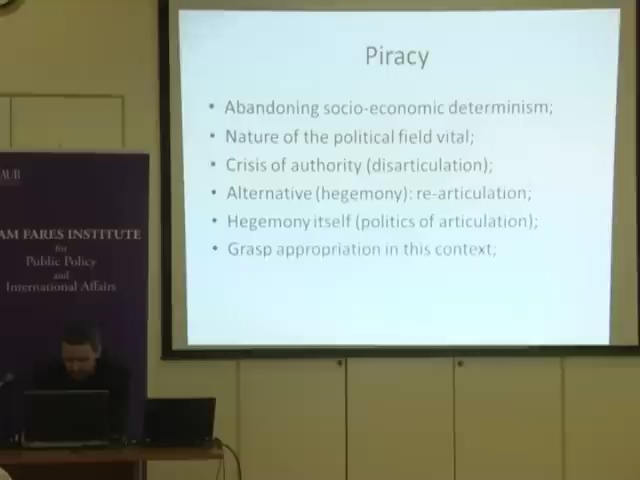 Piracy
• Abandoning socio-economic determinism;
• Nature of the political field vital;
• Crisis of authority (disarticulation);
• Alternative (hegemony): re-articulation;
• Hegemony itself (politics of articulation);
• Grasp appropriation in this context;
AUB
AM FARES INSTITUTE
for
Public Policy
and
International Affairs